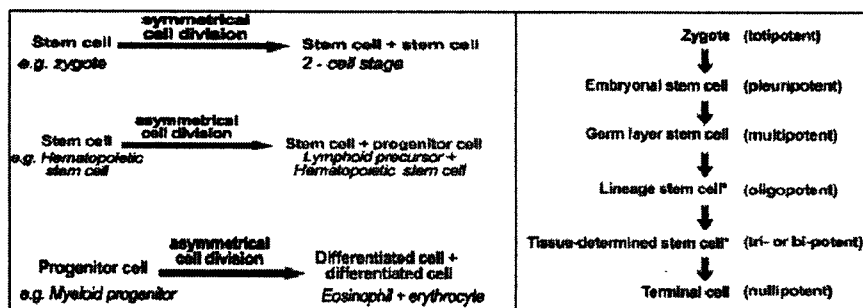 symmetrical
cell division
Stem cell
e.g. zygote
Stem cell + stem cell
2 - cell stage
asymmetrical
cell division
Stem cell
e.g. Hematopoietic
stem cell
Stem cell + progenitor cell
Lymphoid precursor +
Hematopoietic stem cell
asymmetrical
cell division
Progenitor cell
e.g. Myeloid progenitor
Differentiated cell +
differentiated cell
Eosinophil + erythrocyte
Zygote (totipotent)
Embryonal stem cell (pleuripotent)
Germ layer stem cell (multipotent)
Lineage stem cell* (oligopotent)
Tissue-determined stem cell* (tri- or bi-potent)
Terminal cell (nullipotent)